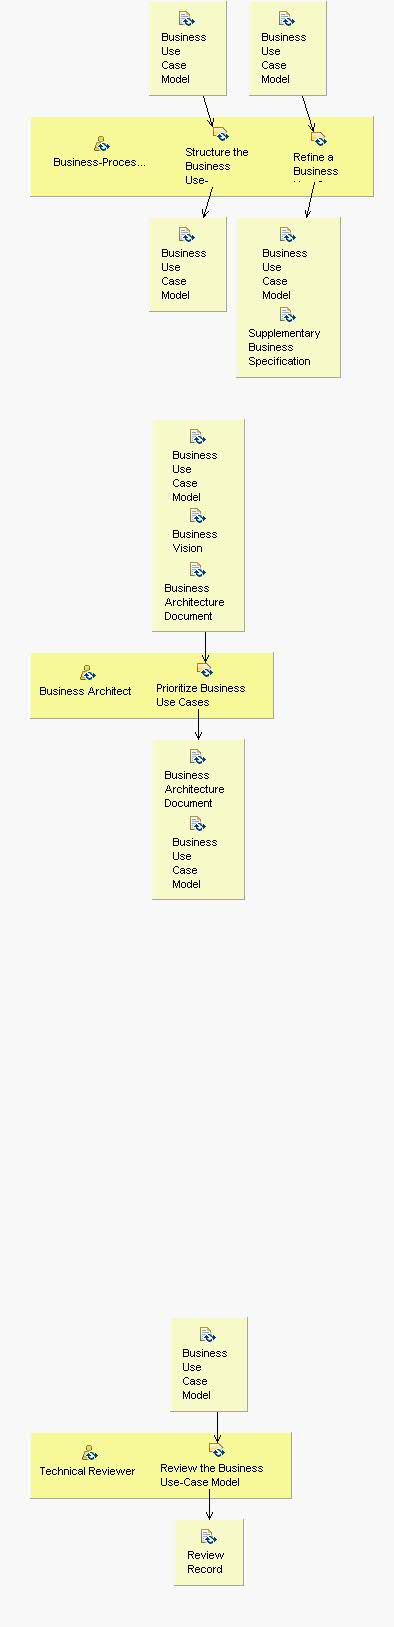 Business
Use
Case
Model
Business
Use
Case
Model
Business-Proces...
Structure the
Business
Use-
Refine a
Business
Business
Use
Case
Model
Business
Use
Case
Model
Supplementary
Business
Specification
Business
Use
Case
Model
Business
Vision
Business
Architecture
Document
Business Architect
Prioritize Business
Use Cases
Business
Architecture
Document
Business
Use
Case
Model
Business
Use
Case
Model
Technical Reviewer
Review the Business
Use-Case Model
Review
Record